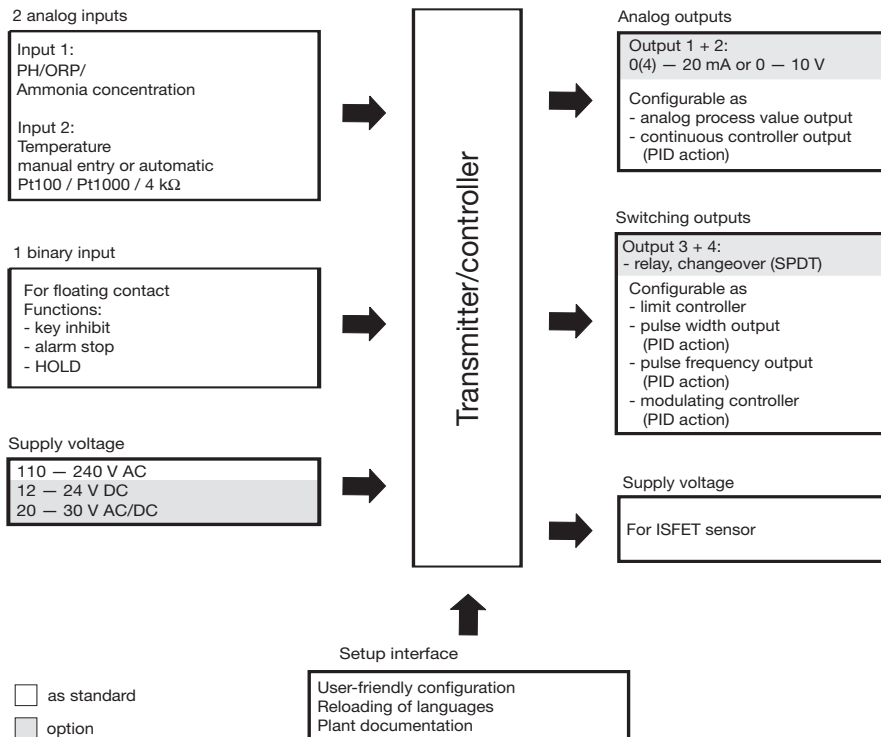 2 analog inputs
Input 1:
PH/ORP/
Ammonia concentration
Input 2:
Temperature
manual entry or automatic
Pt100 / Pt1000 / 4 kΩ
1 binary input
For floating contact
Functions:
- key inhibit
- alarm stop
- HOLD
Supply voltage
110 — 240 V AC
12 — 24 V DC
20 — 30 V AC/DC
Transmitter/controller
Analog outputs
Output 1 + 2:
0(4) — 20 mA or 0 — 10 V
Configurable as
- analog process value output
- continuous controller output
(PID action)
Switching outputs
Output 3 + 4:
- relay, changeover (SPDT)
Configurable as
- limit controller
- pulse width output
(PID action)
- pulse frequency output
(PID action)
- modulating controller
(PID action)
Supply voltage
For ISFET sensor
Setup interface
User-friendly configuration
Reloading of languages
Plant documentation
as standard
option